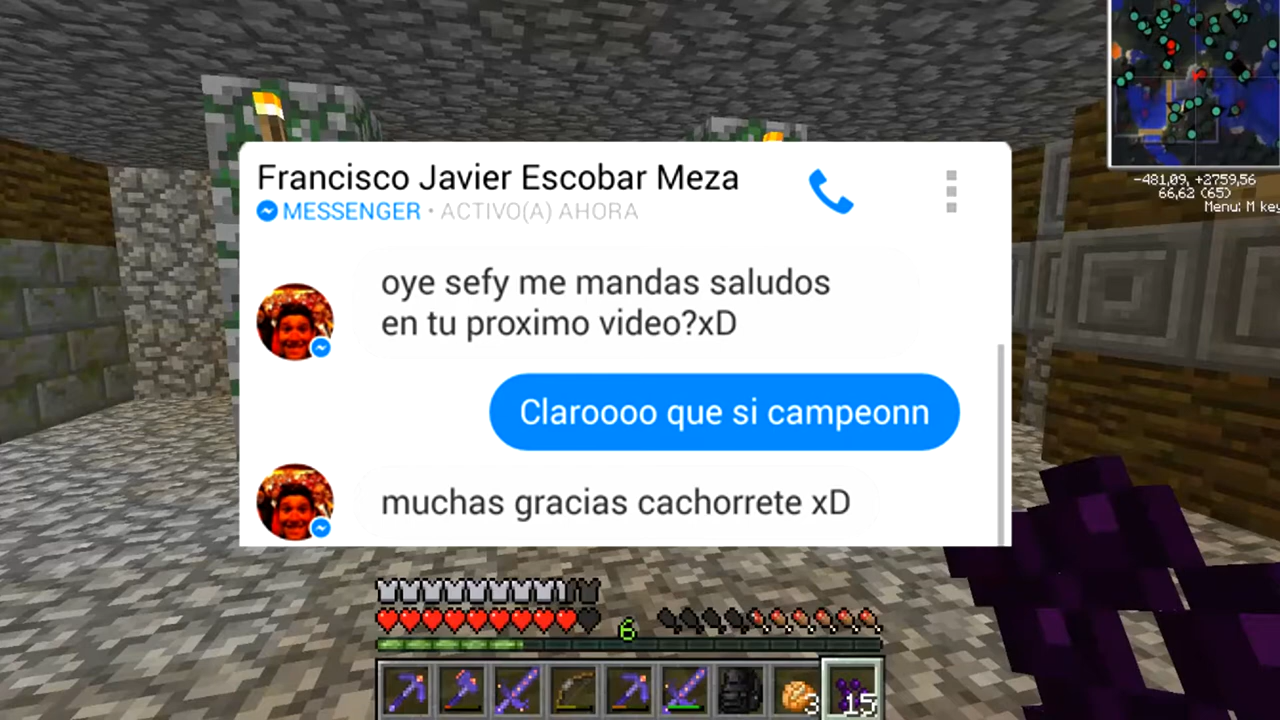 Francisco Javier Escobar Meza
MESSENGER • ACTIVO(A) AHORA
-481,09, +2759,56
66,62 (65)
Menu: M key
oye sefy me mandas saludos
en tu proximo video?xD
Claroooo que si campeonn
muchas gracias cachorrete xD
6
3
15